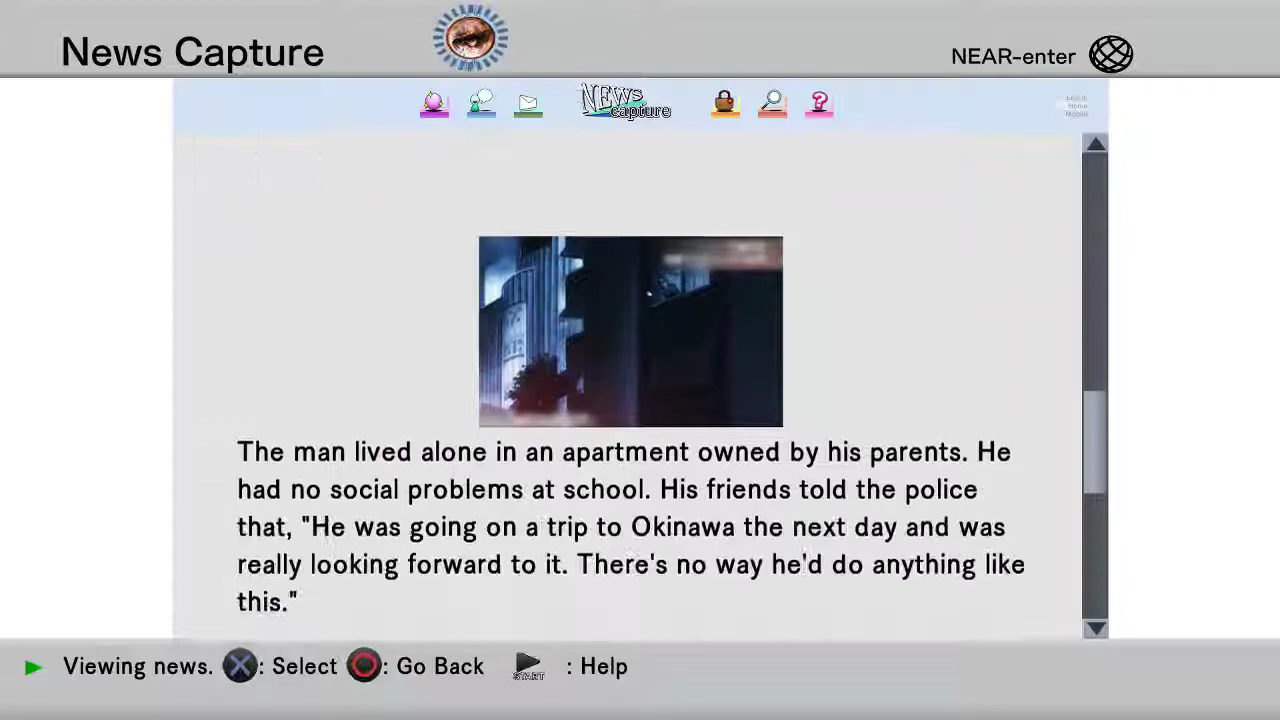 News Capture
NEAR-enter
NEWS
capture
The man lived alone in an apartment owned by his parents. He
had no social problems at school. His friends told the police
that, "He was going on a trip to Okinawa the next day and was
really looking forward to it. There's no way he'd do anything like
this."
Viewing news. : Select : Go Back START : Help